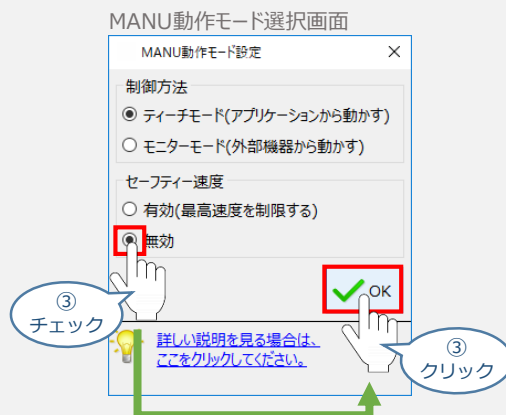 MANU動作モード選択画面
MANU動作モード設定
制御方法
ティーチモード(アプリケーションから動かす)
モニターモード(外部機器から動かす)
セーフティー速度
有効(最高速度を制限する)
無効
OK
③
チェック
詳しい説明を見る場合は、
ここをクリックしてください。
③
クリック